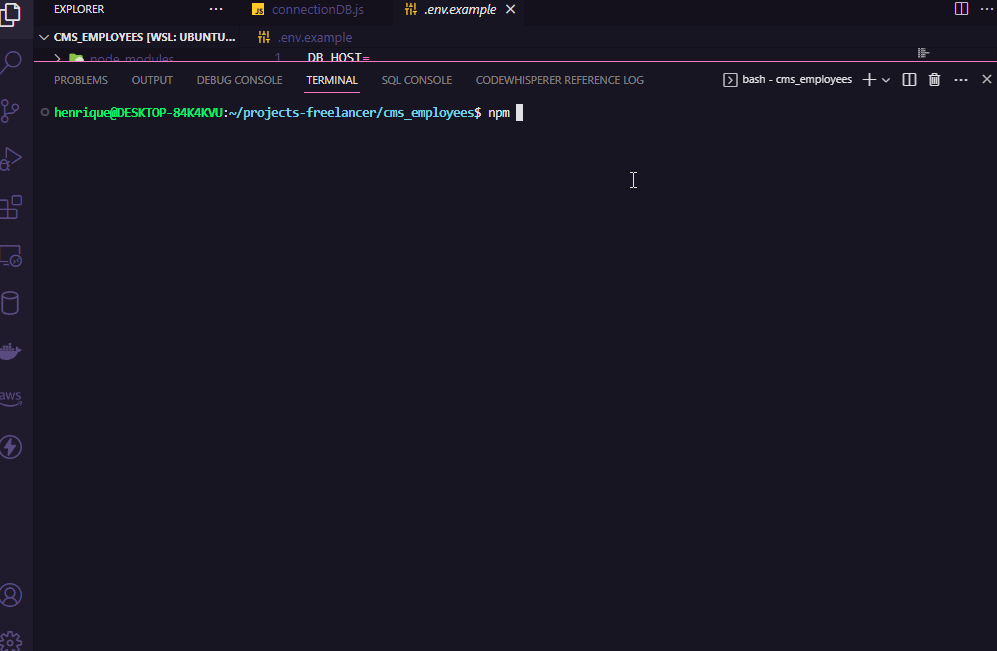 EXPLORER
JS connectionDB.js
.env.example
CMS_EMPLOYEES [WSL: UBUNTU...
.env.example
node_modules
1 DB_HOST=
PROBLEMS OUTPUT DEBUG CONSOLE TERMINAL SQL CONSOLE CODEWHISPERER REFERENCE LOG
bash - cms_employees
henrique@DESKTOP-84K4KVU:~/projects-freelancer/cms_employees$ npm
aws